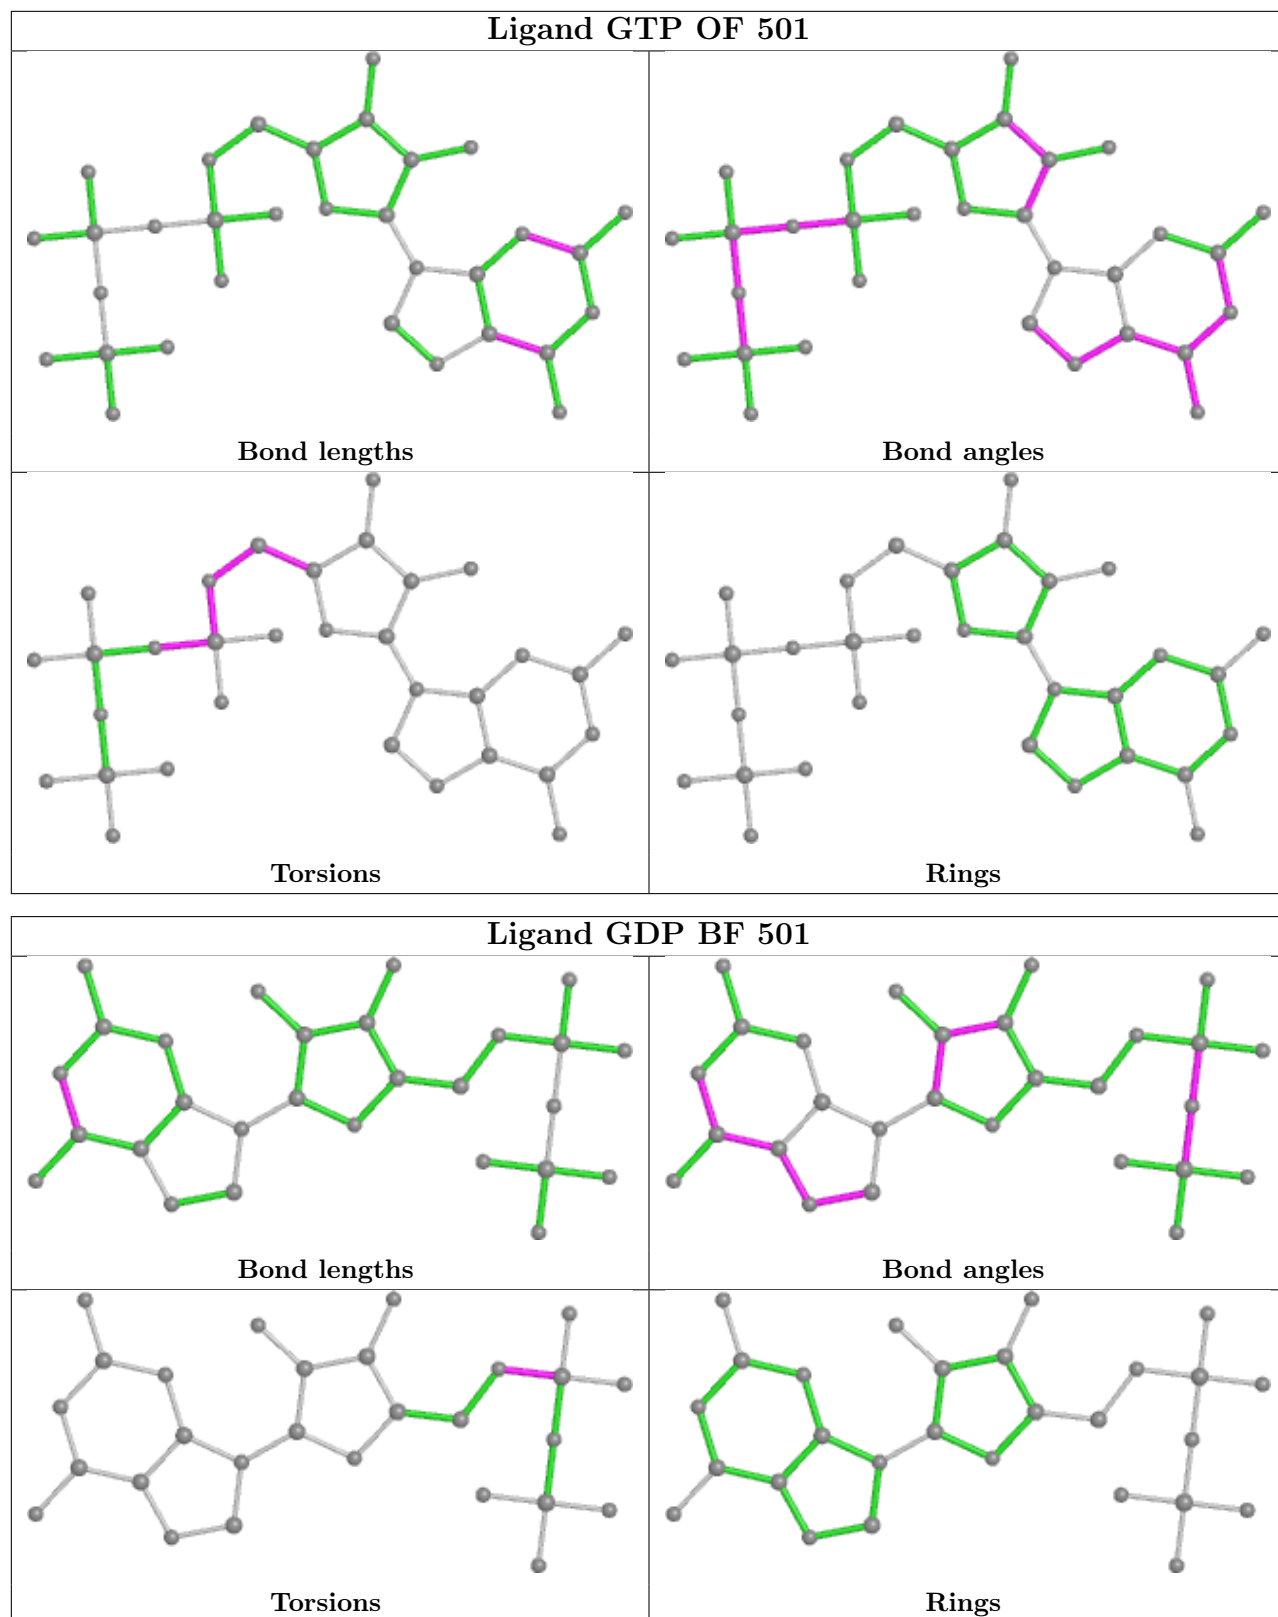 Ligand GTP OF 501
Bond lengths
Bond angles
Torsions
Rings
Ligand GDP BF 501
Bond lengths
Bond angles
Torsions
Rings